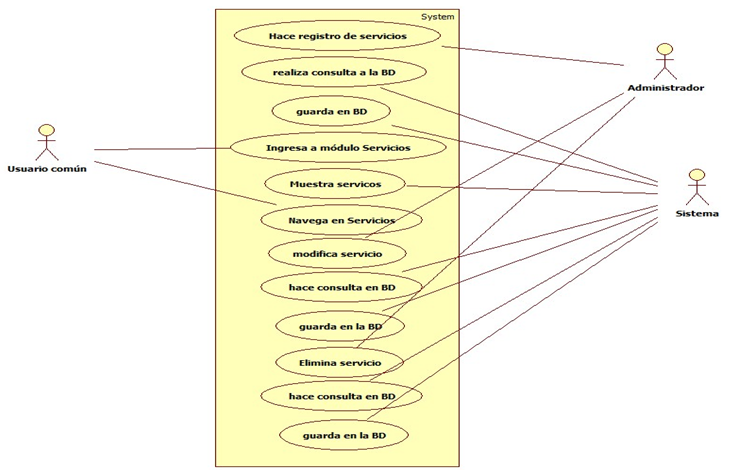 System
Hace registro de servicios
realiza consulta a la BD
Administrador
guarda en BD
Ingresa a módulo Servicios
Usuario común
Muestra servicos
Sistema
Navega en Servicios
modifica servicio
hace consulta en BD
guarda en la BD
Elimina servicio
hace consulta en BD
guarda en la BD